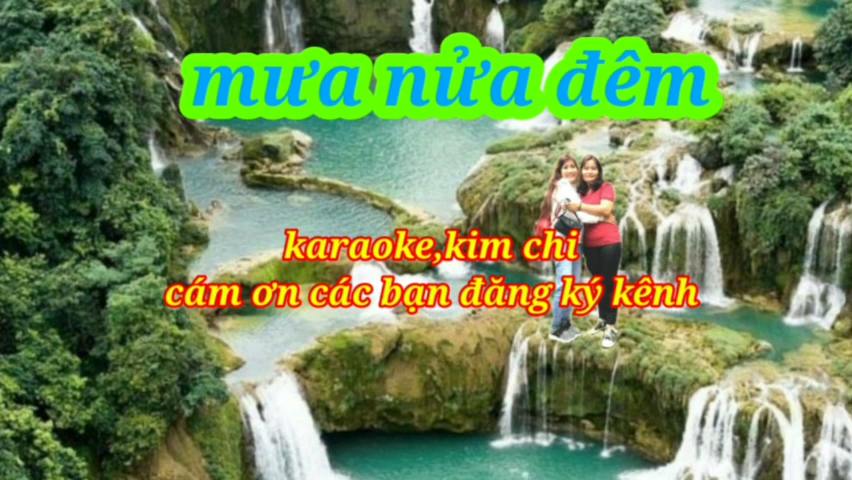 mưa nửa đêm
karaoke,kim chi
cám ơn các bạn đăng ký kênh